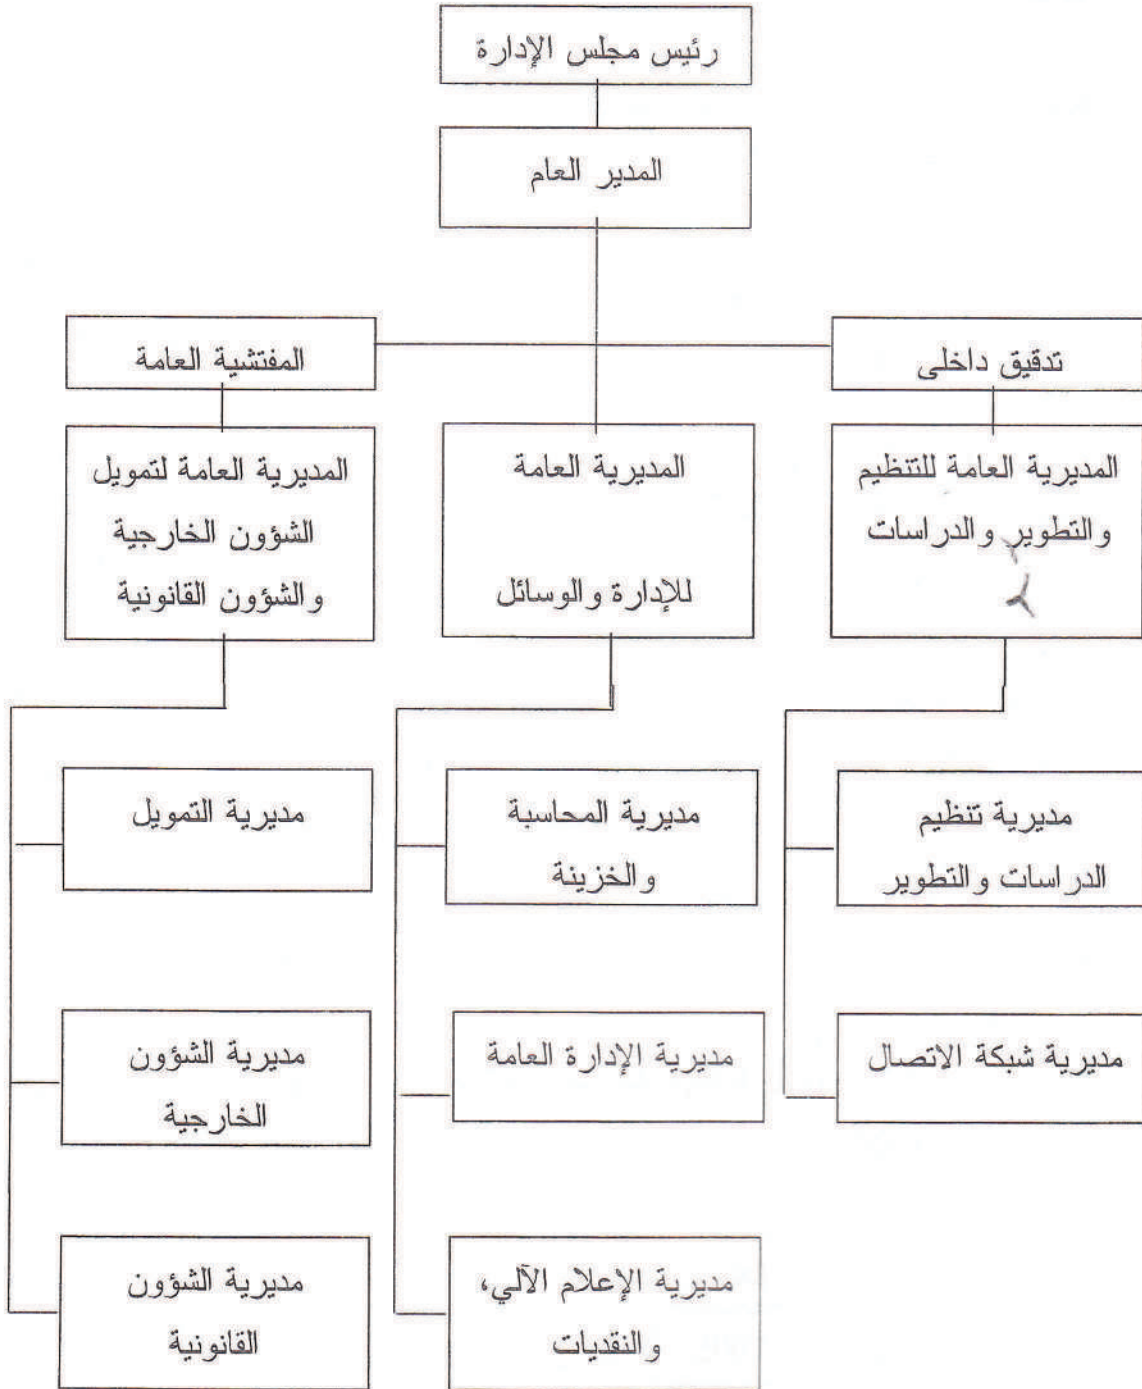 رئيس مجلس الإدارة
المدير العام
تدقيق داخلى
المفتشية العامة
المديرية العامة للتنظيم
والتطوير والدراسات
المديرية العامة
للإدارة والوسائل
المديرية العامة لتمويل
الشؤون الخارجية
والشؤون القانونية
مديرية تنظيم
الدراسات والتطوير
مديرية المحاسبة
والخزينة
مديرية التمويل
مديرية شبكة الاتصال
مديرية الإدارة العامة
مديرية الشؤون
الخارجية
مديرية الإعلام الآلي،
والنقديات
مديرية الشؤون
القانونية